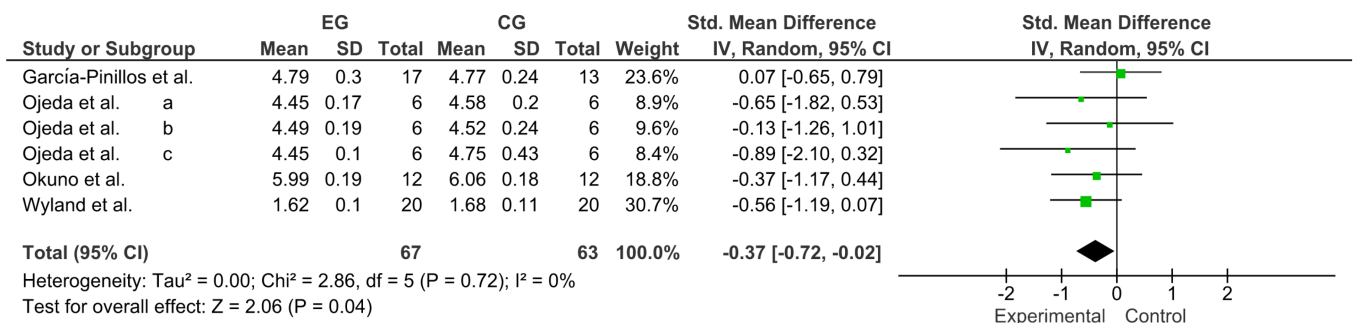 EG CG Std. Mean Difference Std. Mean Difference
Study or Subgroup Mean SD Total Mean SD Total Weight IV, Random, 95% CI IV, Random, 95% CI
García-Pinillos et al. 4.79 0.3 17 4.77 0.24 13 23.6% 0.07 [-0.65, 0.79]
Ojeda et al. a 4.45 0.17 6 4.58 0.2 6 8.9% -0.65 [-1.82, 0.53]
Ojeda et al. b 4.49 0.19 6 4.52 0.24 6 9.6% -0.13 [-1.26, 1.01]
Ojeda et al. c 4.45 0.1 6 4.75 0.43 6 8.4% -0.89 [-2.10, 0.32]
Okuno et al. 5.99 0.19 12 6.06 0.18 12 18.8% -0.37 [-1.17, 0.44]
Wyland et al. 1.62 0.1 20 1.68 0.11 20 30.7% -0.56 [-1.19, 0.07]
Total (95% CI) 67 63 100.0% -0.37 [-0.72, -0.02]
Heterogeneity: Tau² = 0.00; Chi² = 2.86, df = 5 (P = 0.72); I² = 0%
Test for overall effect: Z = 2.06 (P = 0.04)
-2 -1 0 1 2
Experimental Control